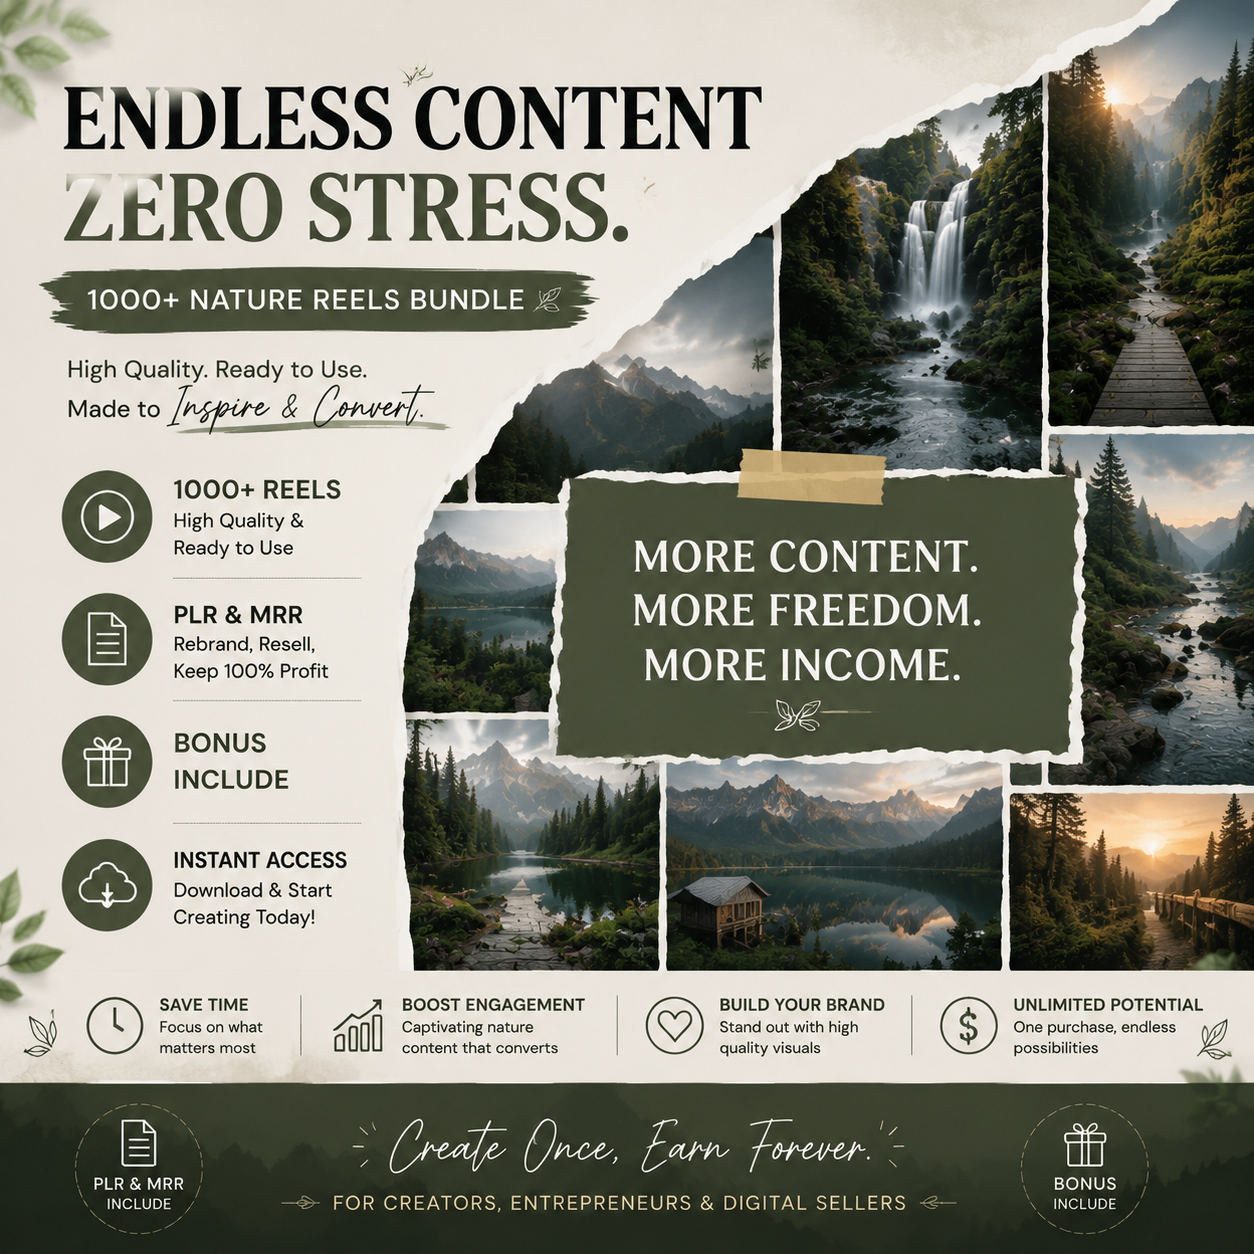 ENDLESS CONTENT
ZERO STRESS.
1000+ NATURE REELS BUNDLE
High Quality. Ready to Use.
Made to Inspire & Convert.
1000+ REELS
High Quality &
Ready to Use
PLR & MRR
Rebrand, Resell,
Keep 100% Profit
BONUS
INCLUDE
INSTANT ACCESS
Download & Start
Creating Today!
MORE CONTENT.
MORE FREEDOM.
MORE INCOME.
SAVE TIME
Focus on what
matters most
BOOST ENGAGEMENT
Captivating nature
content that converts
BUILD YOUR BRAND
Stand out with high
quality visuals
UNLIMITED POTENTIAL
One purchase, endless
possibilities
PLR & MRR
INCLUDE
Create Once, Earn Forever.
FOR CREATORS, ENTREPRENEURS & DIGITAL SELLERS
BONUS
INCLUDE